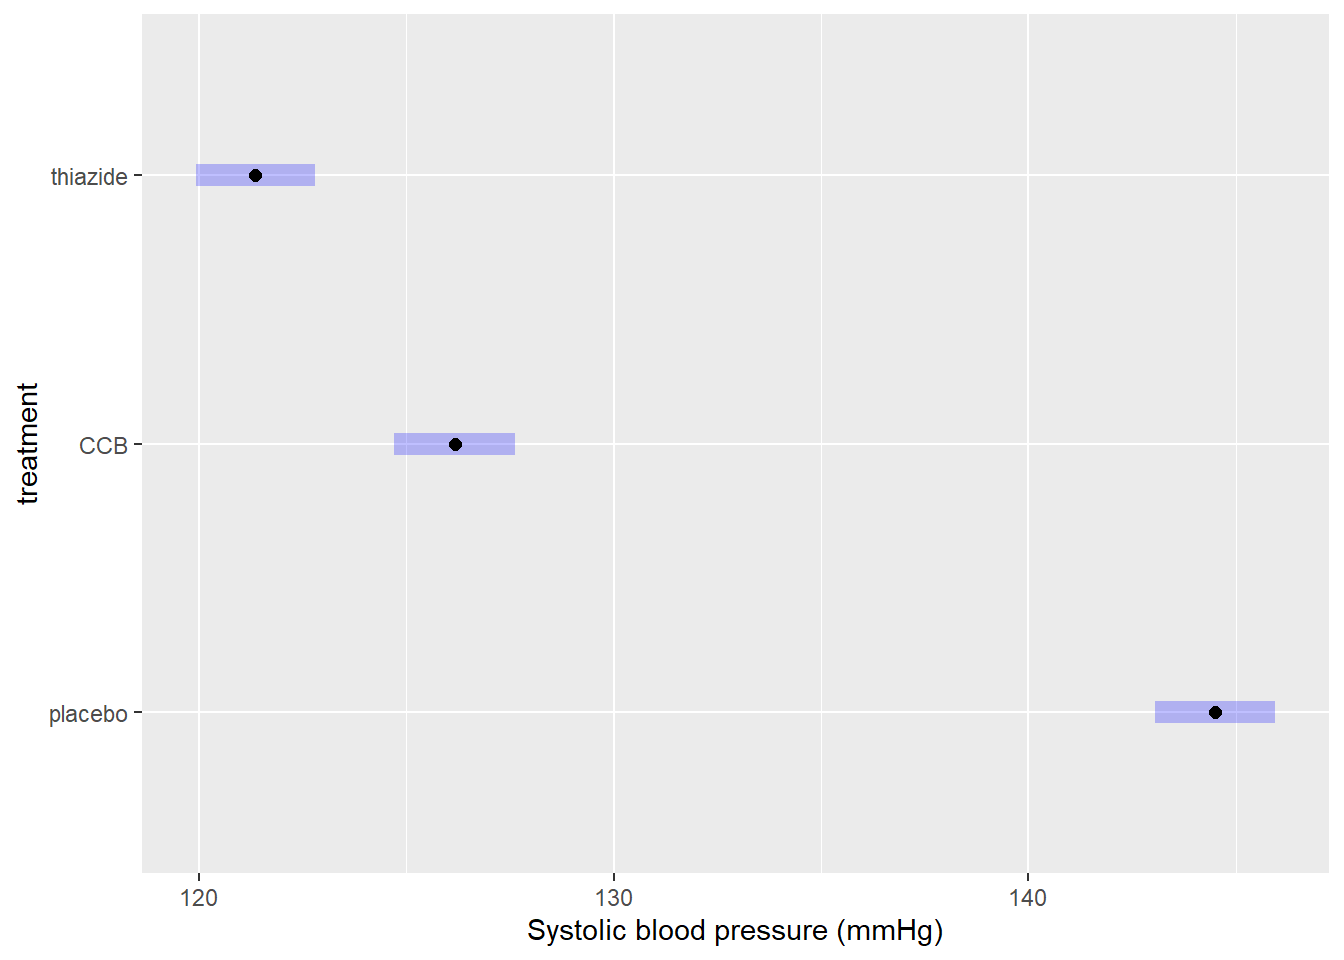 treatment
thiazide
CCB
placebo
120 130 140
Systolic blood pressure (mmHg)